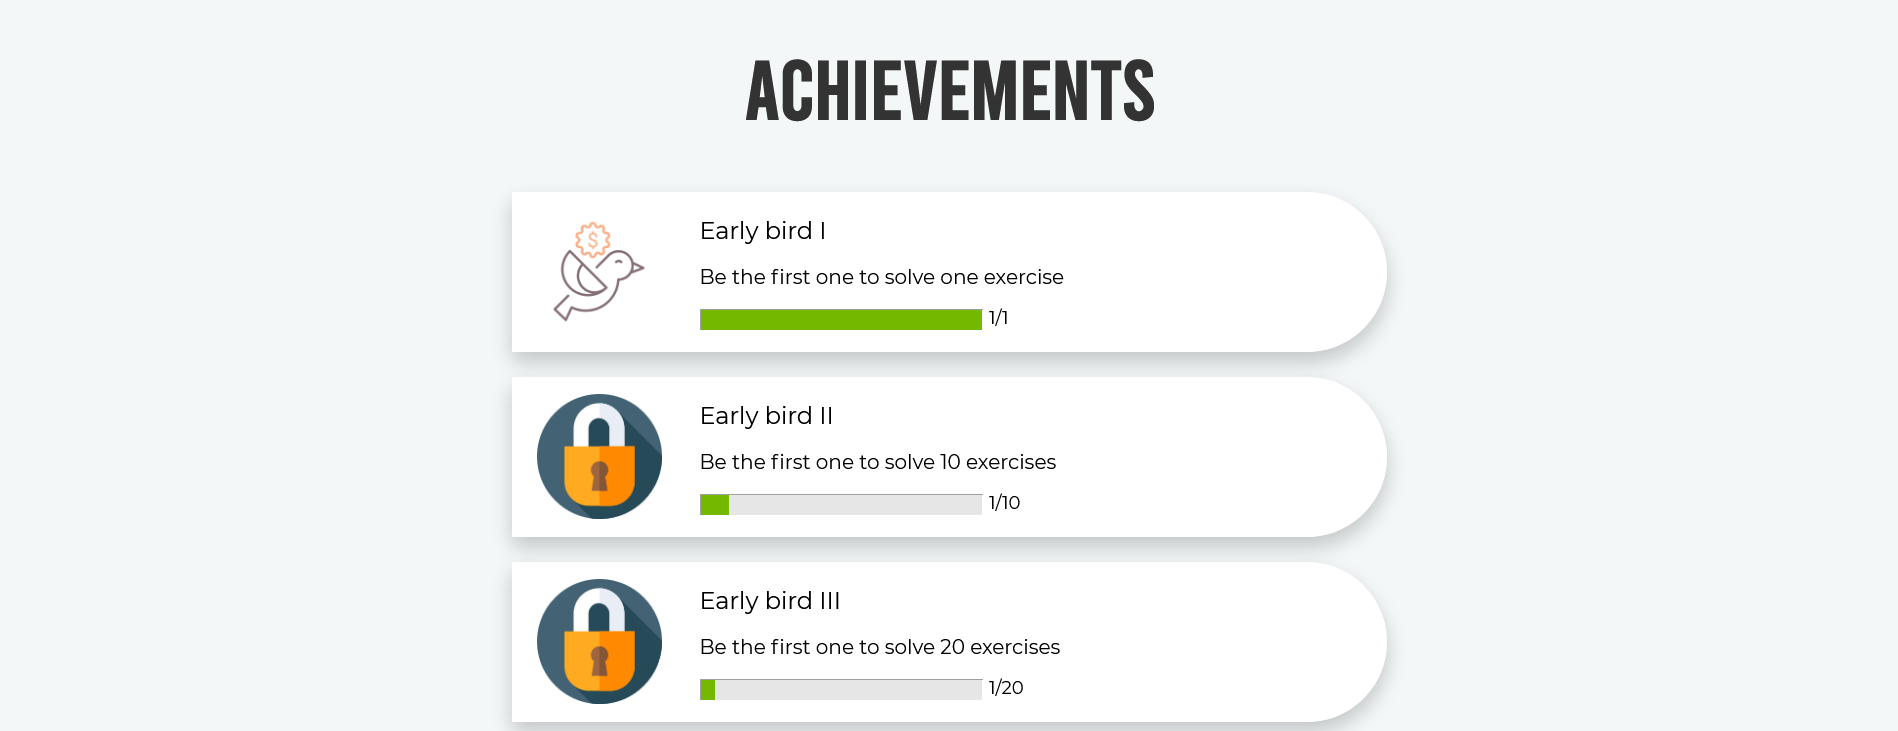 ACHIEVEMENTS
$
Early bird I
Be the first one to solve one exercise
1/1
Early bird II
Be the first one to solve 10 exercises
1/10
Early bird III
Be the first one to solve 20 exercises
1/20